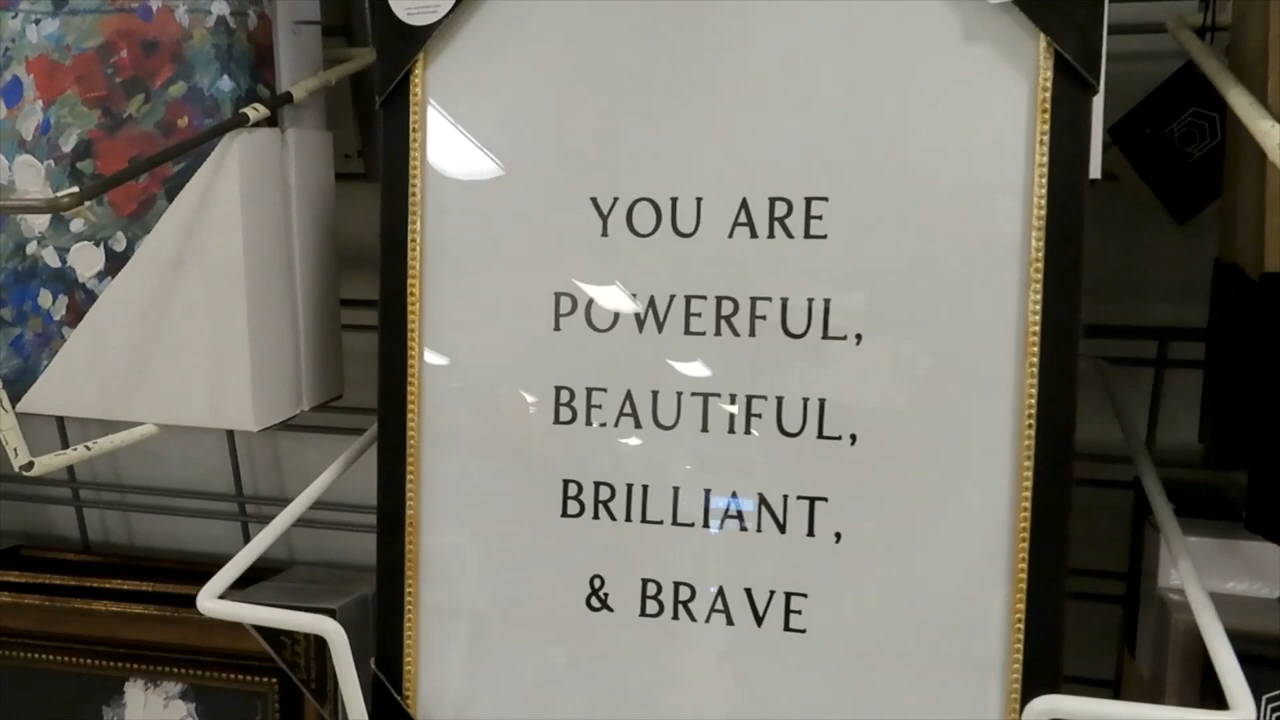 YOU ARE
POWERFUL,
BEAUTIFUL,
BRILLIANT,
& BRAVE